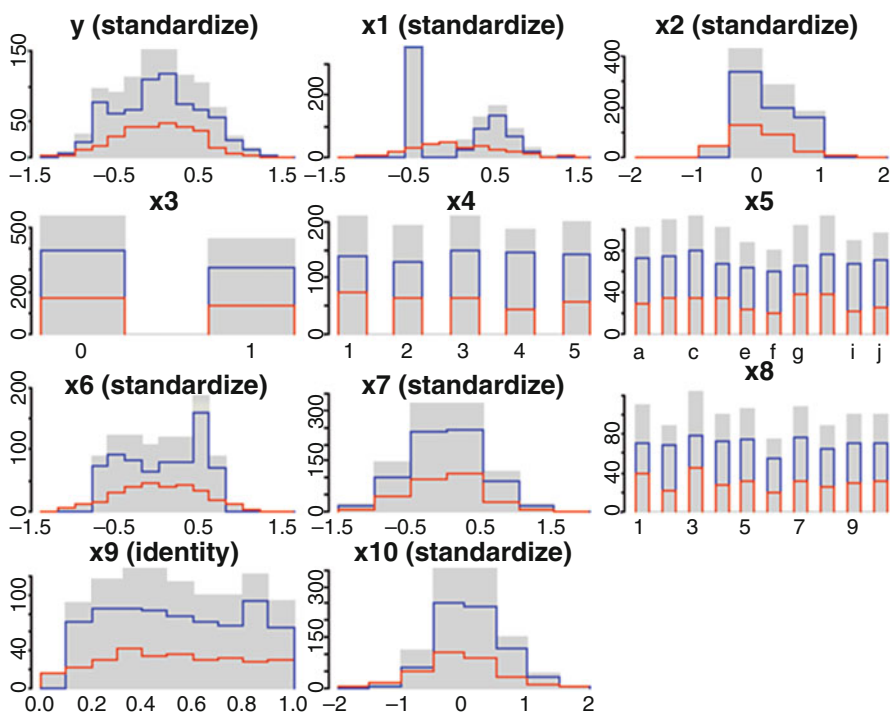 y (standardize)
0 50 150
−1.5 −0.5 0.5 1.5
x1 (standardize)
0 200
−1.5 −0.5 0.5 1.5
x2 (standardize)
0 200 400
−2 −1 0 1 2
x3
0 200 500
0 1
x4
0 100 200
1 2 3 4 5
x5
0 40 80
a c e f g i j
x6 (standardize)
0 100 200
−1.5 −0.5 0.5 1.5
x7 (standardize)
0 150 300
−1.5 −0.5 0.5 1.5
x8
0 40 80
1 3 5 7 9
x9 (identity)
0 40 100
0.0 0.2 0.4 0.6 0.8 1.0
x10 (standardize)
0 150 300
−2 −1 0 1 2